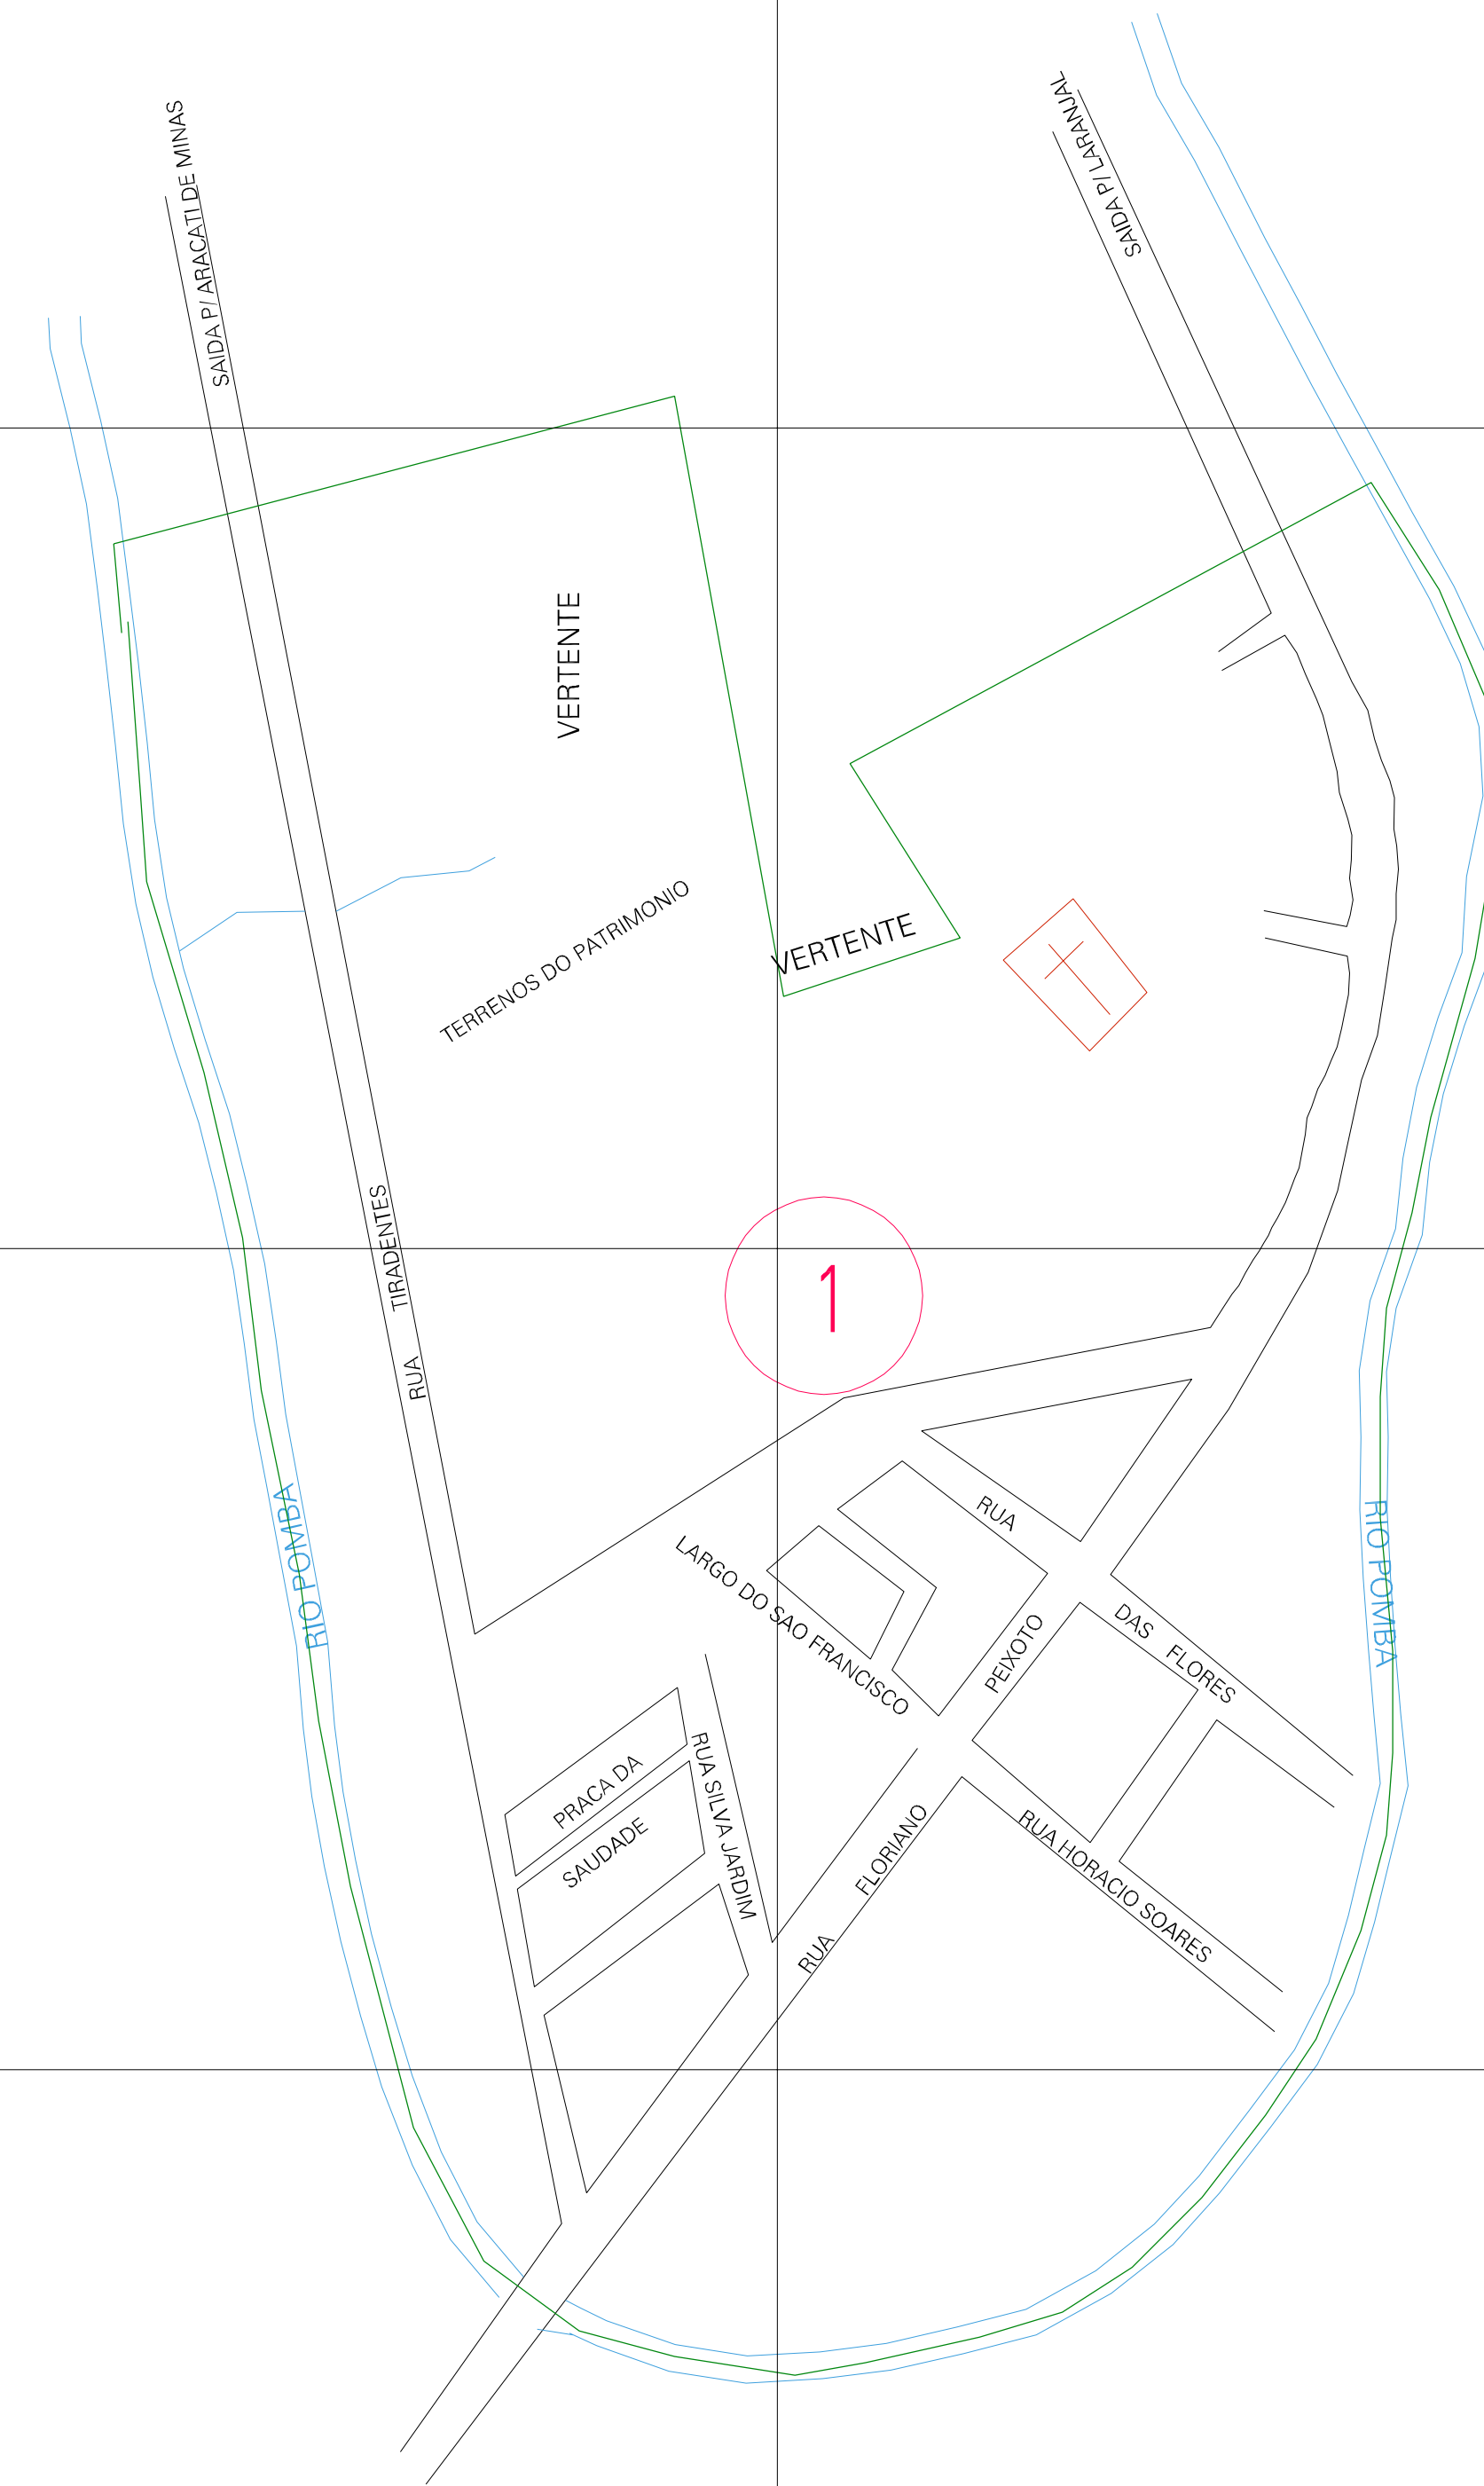 SAIDA P/ ARACATI DE MINAS
SAIDA P/ LARANJAL
VERTENTE
TERRENOS DO PATRIMONIO
VERTENTE
RUA TIRADENTES
1
RIO POMBA
RIO POMBA
RUA DAS FLORES
LARGO DO SAO FRANCISCO
RUA FLORIANO PEIXOTO
PRACA DA
SAUDADE
RUA SILVA JARDIM
RUA HORACIO SOARES